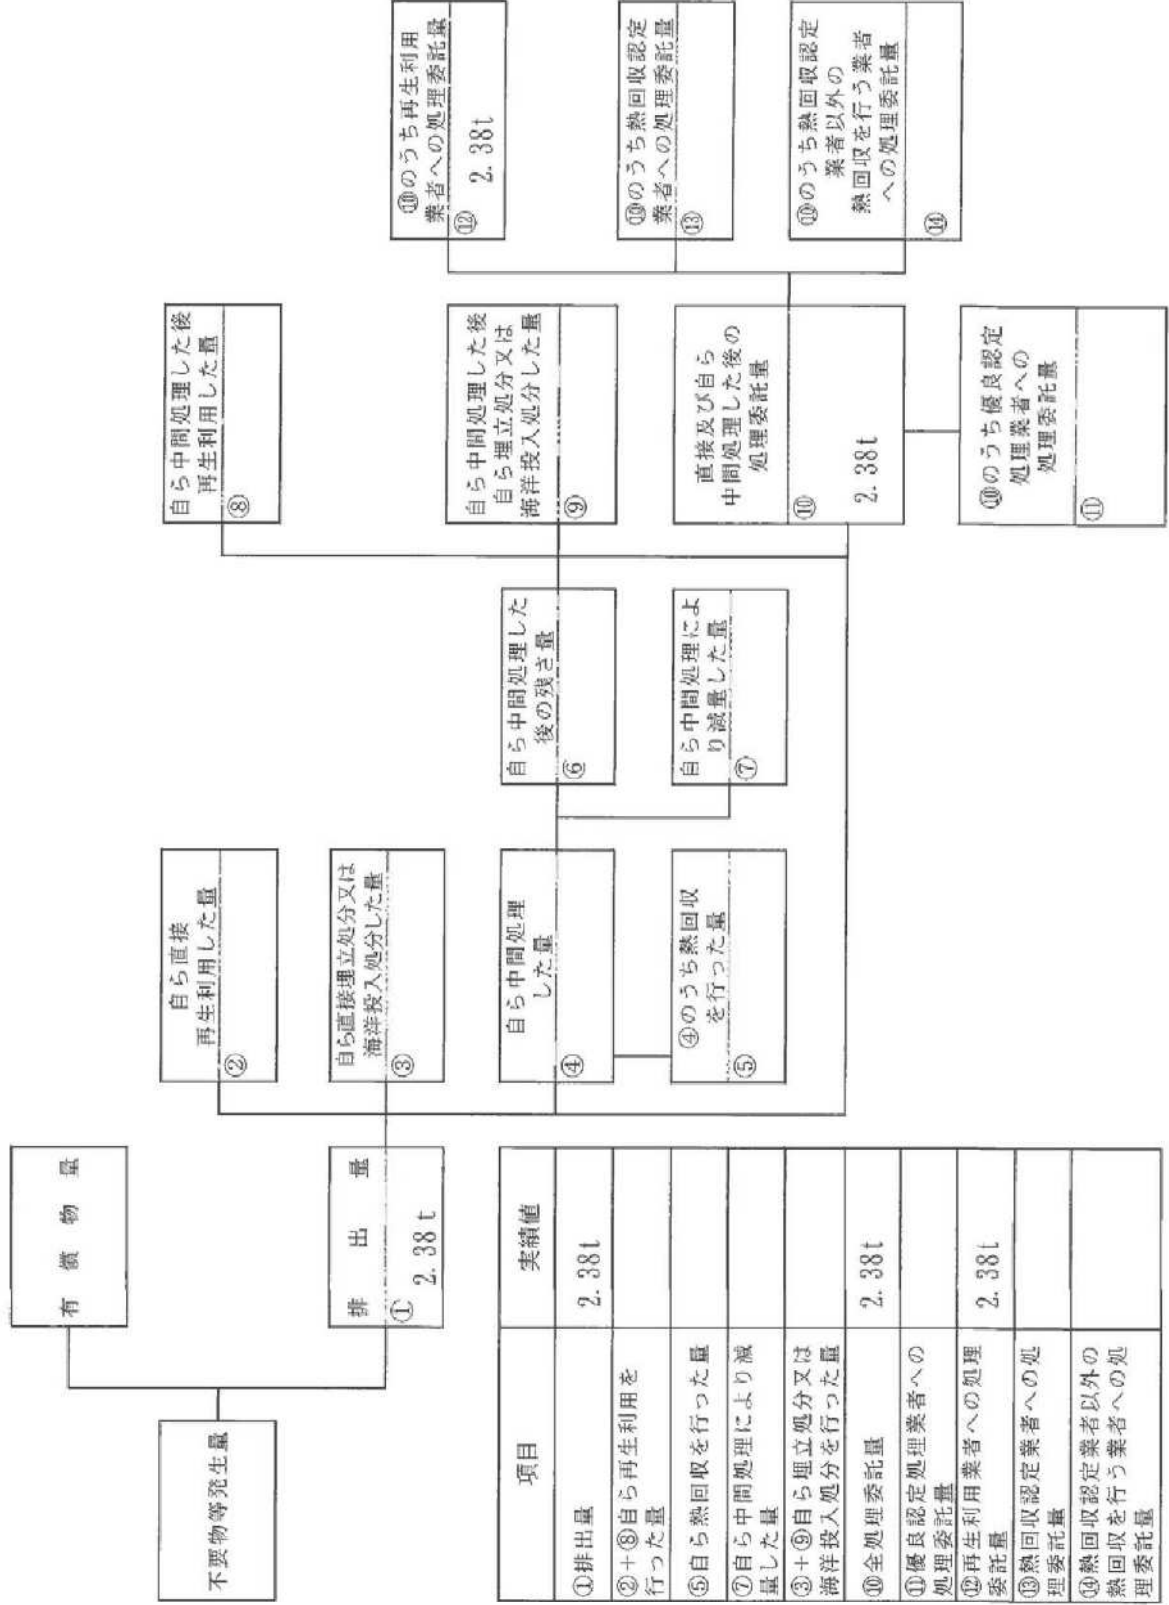 不要物等発生量
有償物量
排出量
①
2.38t
自ら直接
再生利用した量
②
自ら直接埋立処分又は
海洋投入処分した量
③
自ら中間処理
した量
④
④のうち熱回収
を行った量
⑤
自ら中間処理した
後の残さ量
⑥
自ら中間処理によ
り減量した量
⑦
自ら中間処理した後
再生利用した量
⑧
自ら中間処理した後
自ら埋立処分又は
海洋投入処分した量
⑨
直接及び自ら
中間処理した後の
処理委託量
⑩
2.38t
⑩のうち優良認定
処理業者への
処理委託量
⑪
⑩のうち再生利用
業者への処理委託量
⑫
2.38t
⑩のうち熱回収認定
業者への処理委託量
⑬
⑩のうち熱回収認定
業者以外の
熱回収を行う業者
への処理委託量
⑭
項目 実績値
①排出量 2.38t
②+⑧自ら再生利用を
行った量
⑤自ら熱回収を行った量
⑦自ら中間処理により減
量した量
③+⑨自ら埋立処分又は
海洋投入処分を行った量
⑩全処理委託量 2.38t
⑪優良認定処理業者への
処理委託量
⑫再生利用業者への処理
委託量 2.38t
⑬熱回収認定業者への処
理委託量
⑭熱回収認定業者以外の
熱回収を行う業者への処
理委託量